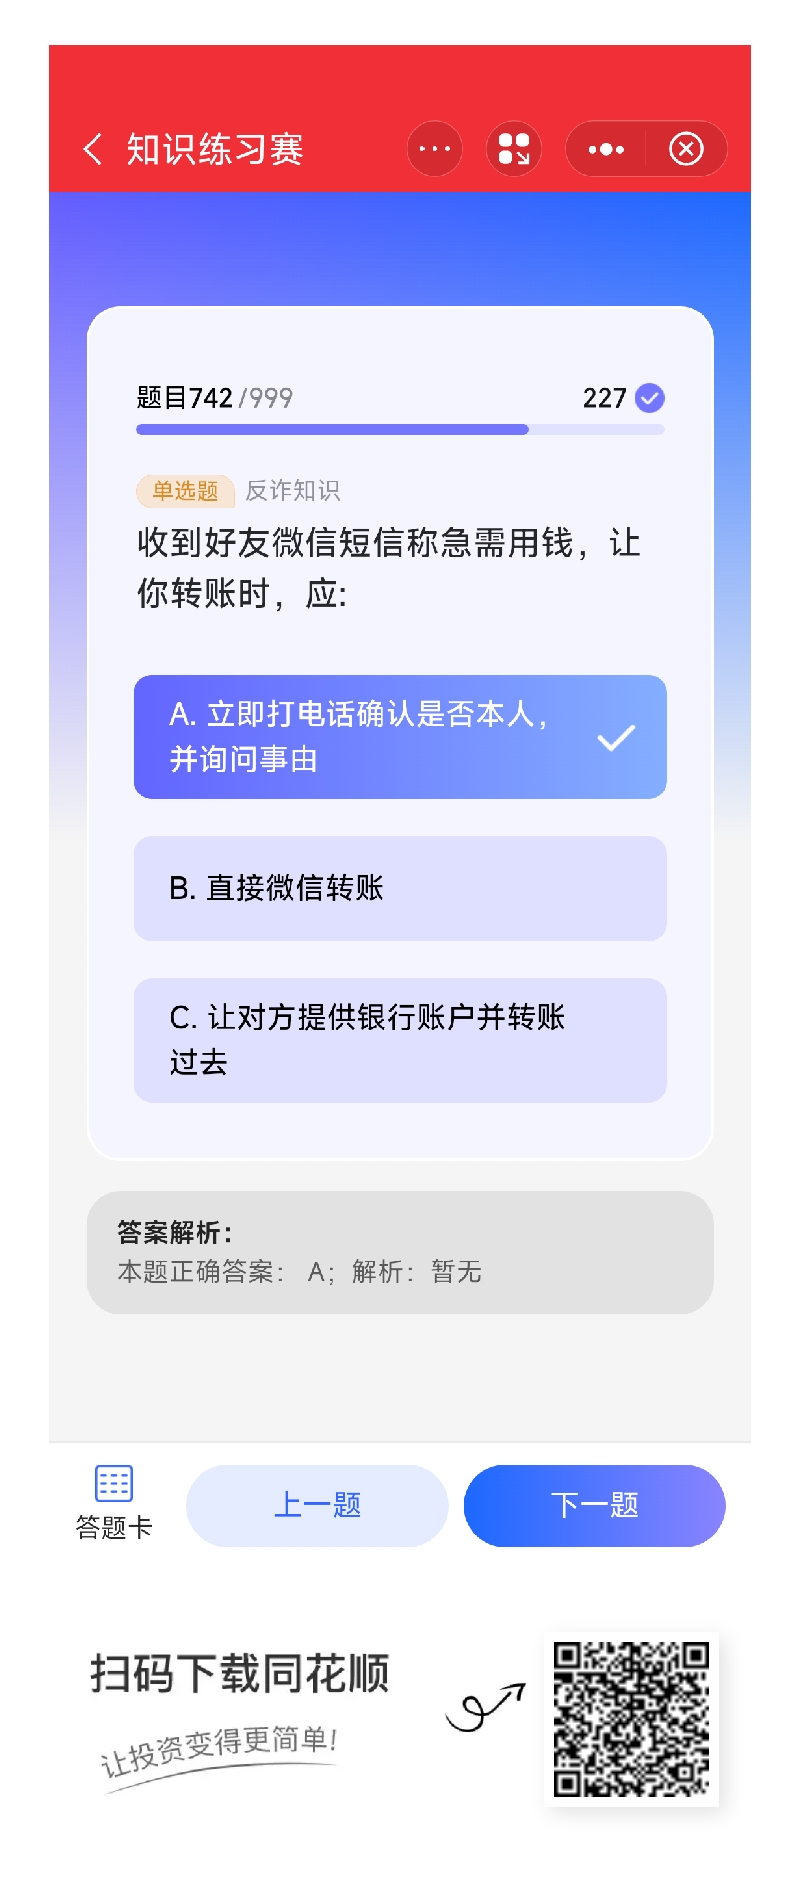 知识练习赛
题目742/999 227
单选题 反诈知识
收到好友微信短信称急需用钱，让
你转账时，应:
A. 立即打电话确认是否本人，
并询问事由
B. 直接微信转账
C. 让对方提供银行账户并转账
过去
答案解析：
本题正确答案： A；解析：暂无
答题卡
上一题
下一题
扫码下载同花顺
让投资变得更简单!